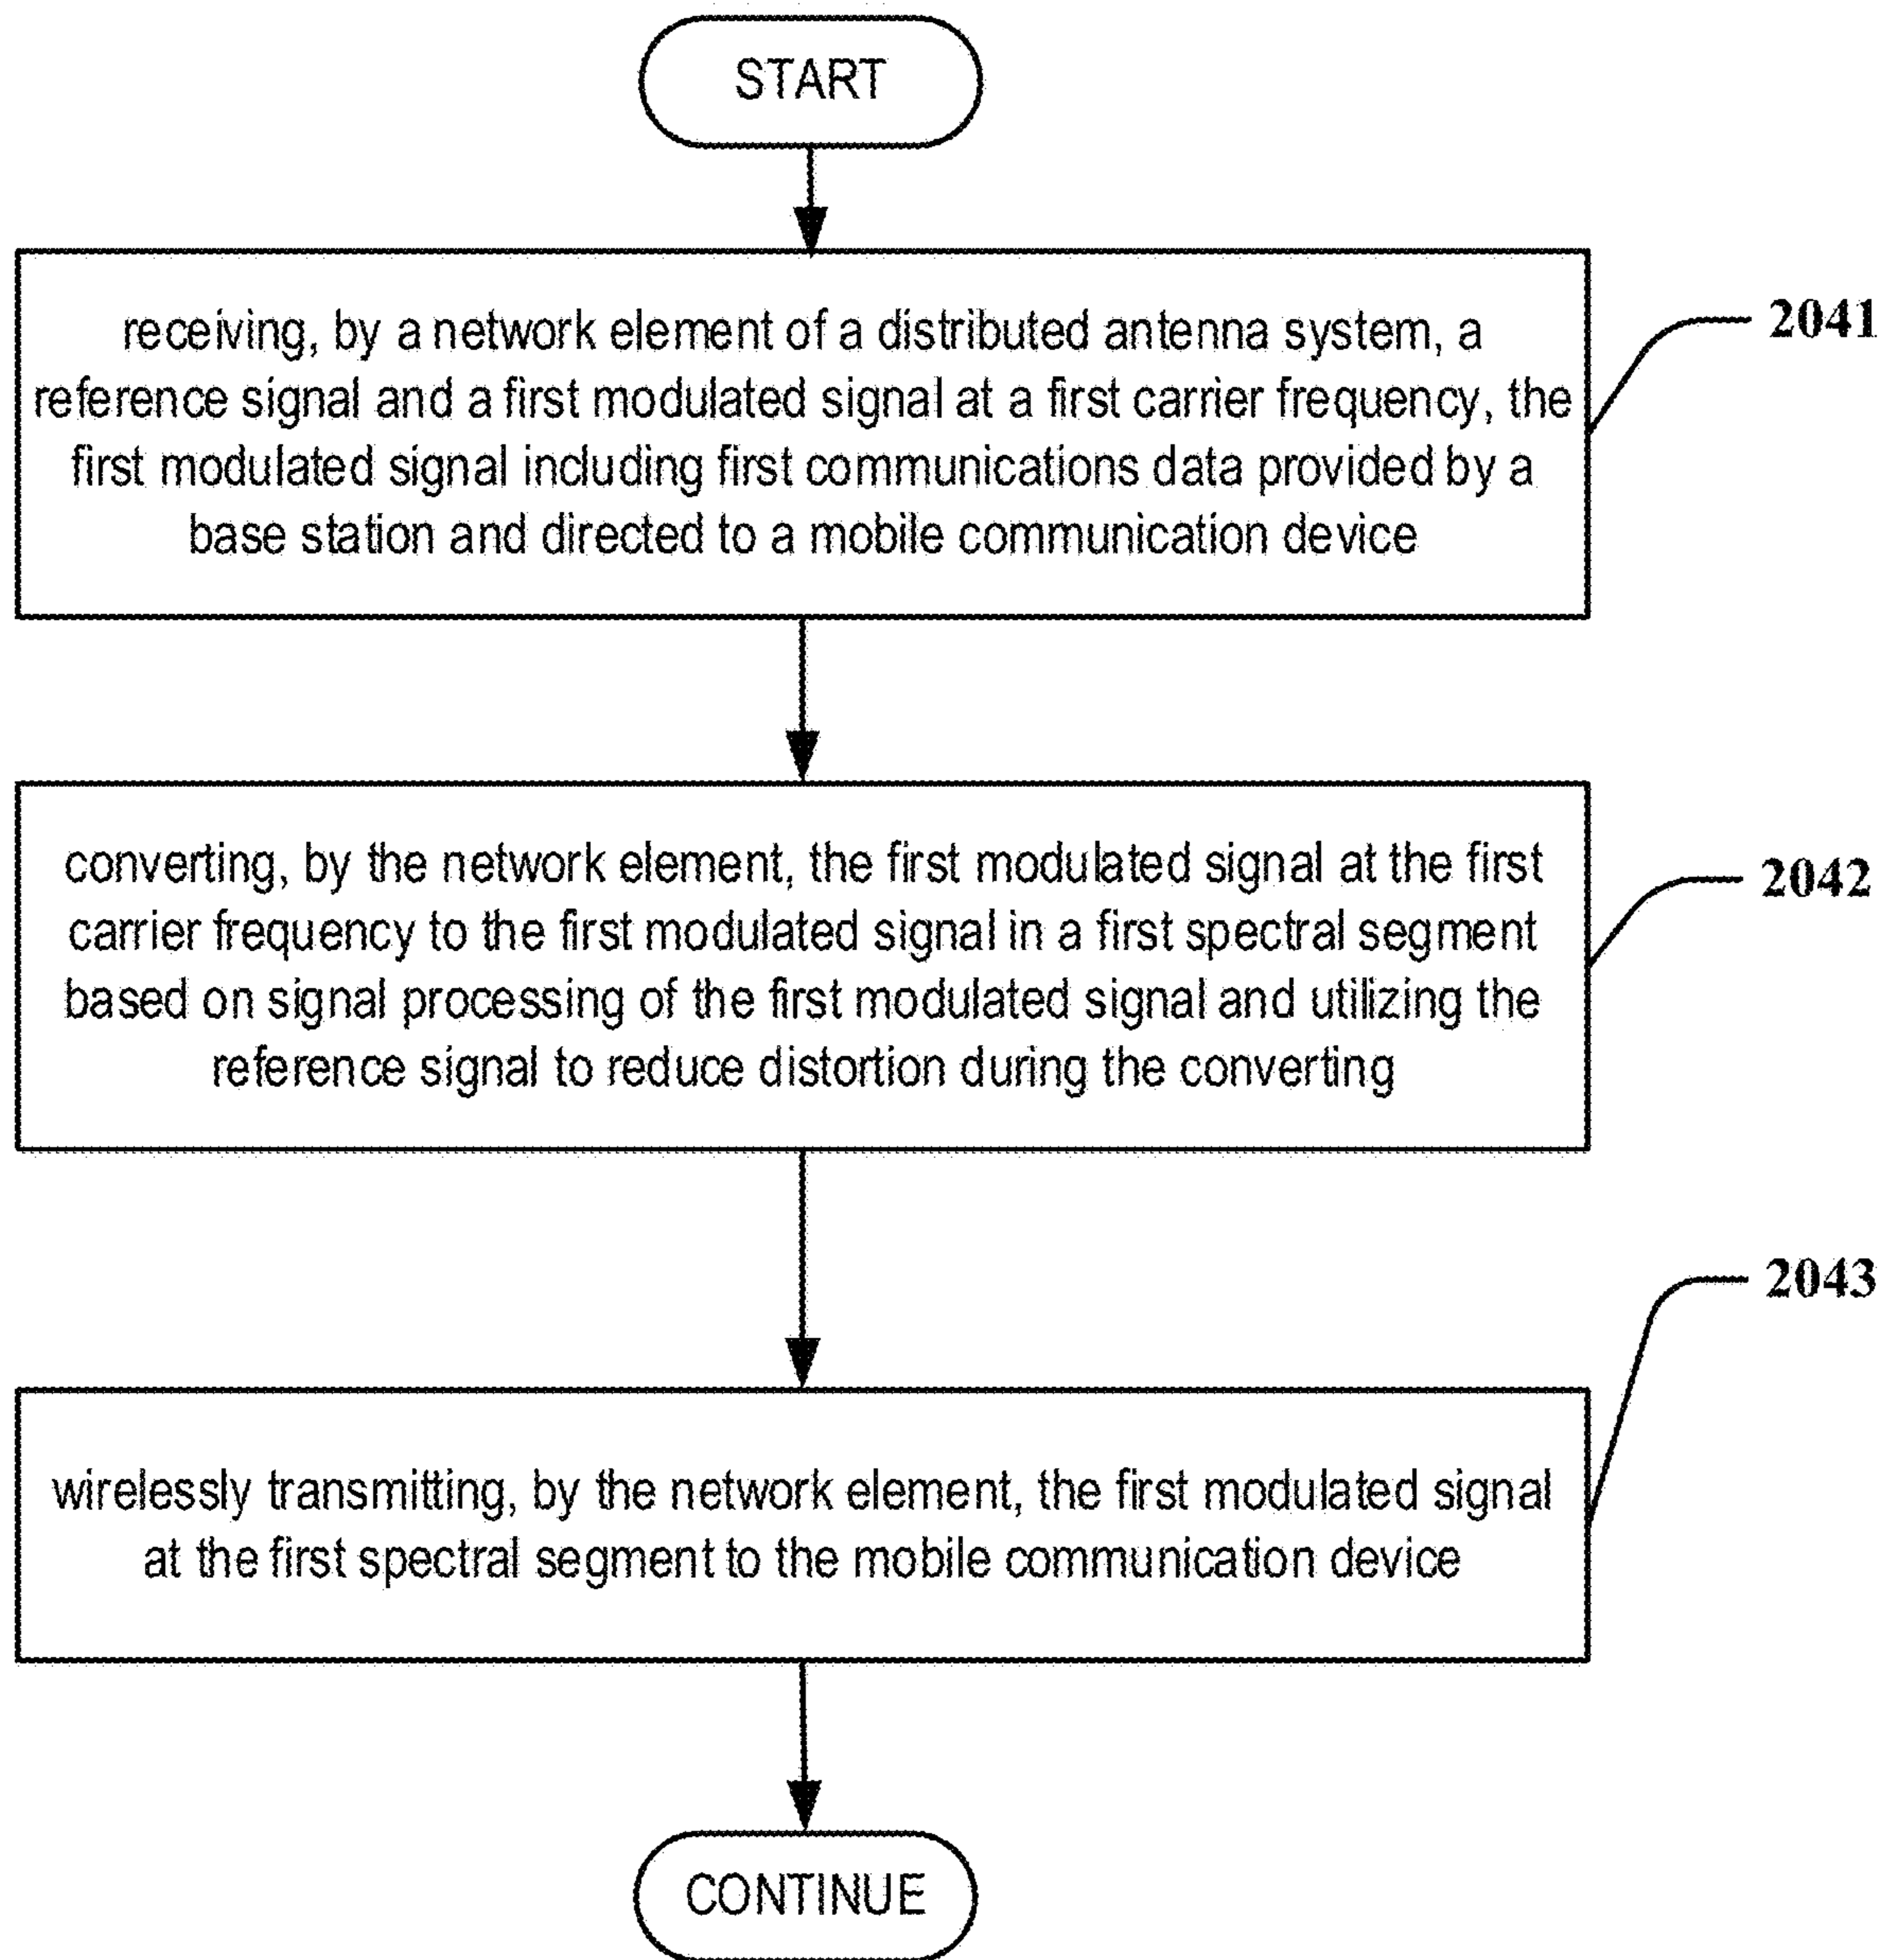 START
receiving, by a network element of a distributed antenna system, a
reference signal and a first modulated signal at a first carrier frequency, the
first modulated signal including first communications data provided by a
base station and directed to a mobile communication device
2041
converting, by the network element, the first modulated signal at the first
carrier frequency to the first modulated signal in a first spectral segment
based on signal processing of the first modulated signal and utilizing the
reference signal to reduce distortion during the converting
2042
wirelessly transmitting, by the network element, the first modulated signal
at the first spectral segment to the mobile communication device
2043
CONTINUE